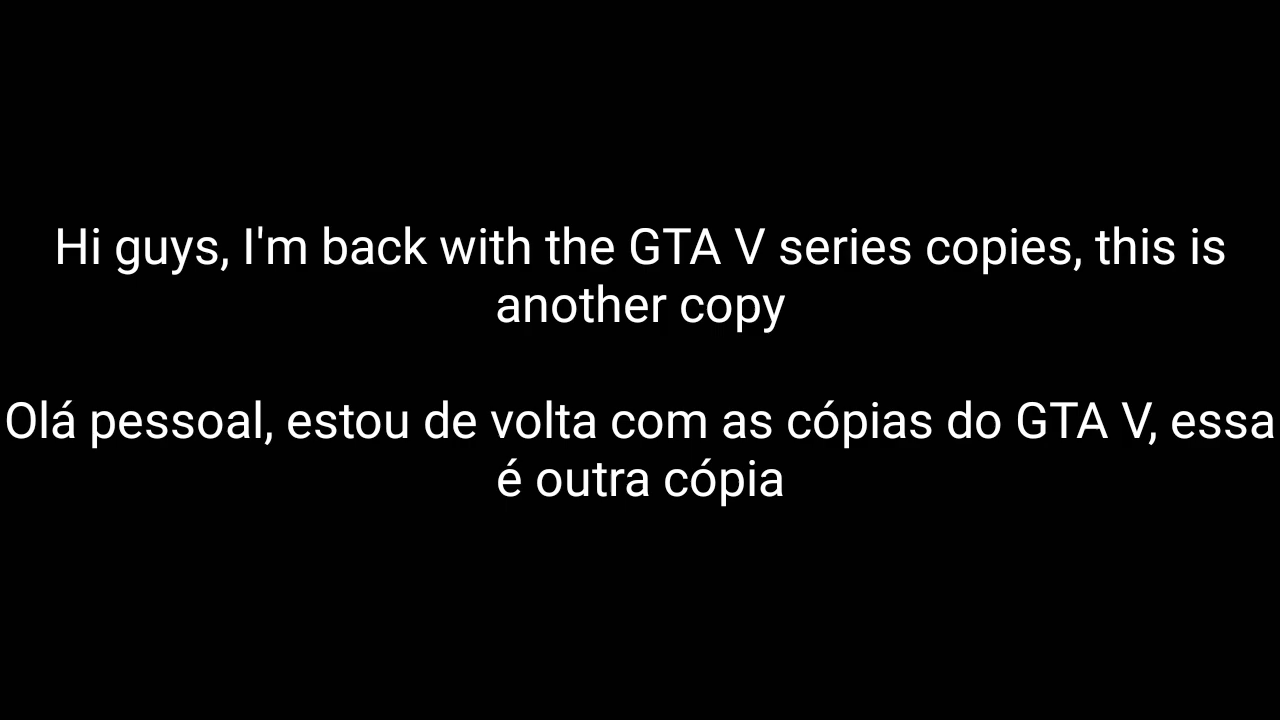 Hi guys, I'm back with the GTA V series copies, this is
another copy
Olá pessoal, estou de volta com as cópias do GTA V, essa
é outra cópia